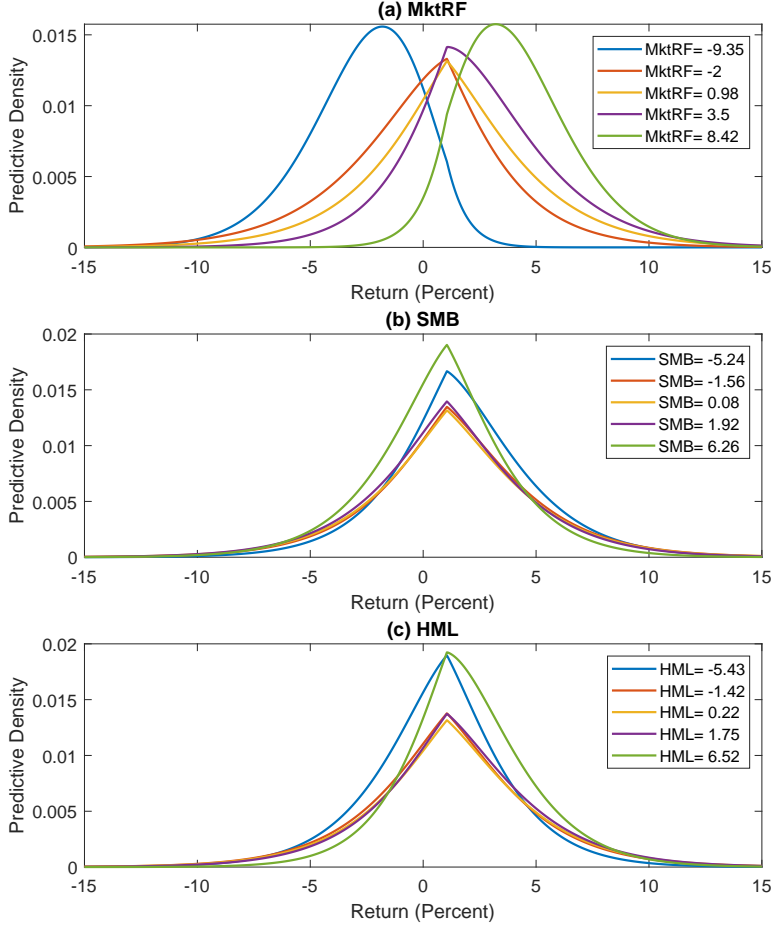 (a) MktRF
0.015
0.01
0.005
0
Predictive Density
MktRF= -9.35
MktRF= -2
MktRF= 0.98
MktRF= 3.5
MktRF= 8.42
-15 -10 -5 0 5 10 15
Return (Percent)
(b) SMB
0.02
0.015
0.01
0.005
0
Predictive Density
SMB= -5.24
SMB= -1.56
SMB= 0.08
SMB= 1.92
SMB= 6.26
-15 -10 -5 0 5 10 15
Return (Percent)
(c) HML
0.02
0.015
0.01
0.005
0
Predictive Density
HML= -5.43
HML= -1.42
HML= 0.22
HML= 1.75
HML= 6.52
-15 -10 -5 0 5 10 15
Return (Percent)